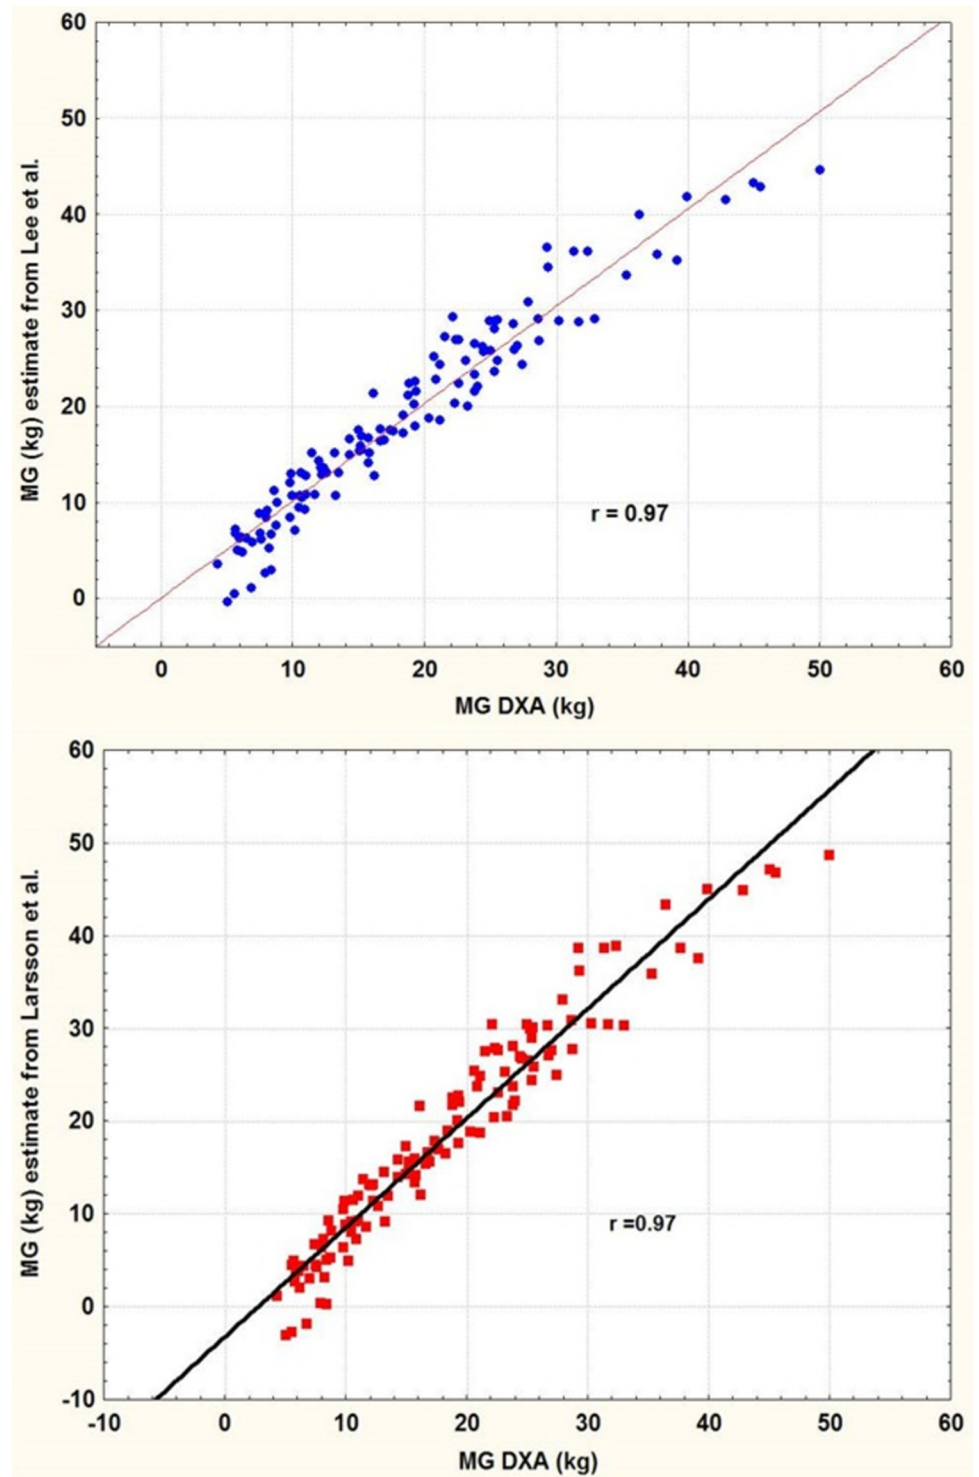 60
50
40
30
20
10
0
MG (kg) estimate from Lee et al.
r = 0.97
0 10 20 30 40 50 60
MG DXA (kg)
60
50
40
30
20
10
0
-10
MG (kg) estimate from Larsson et al.
r =0.97
-10 0 10 20 30 40 50 60
MG DXA (kg)